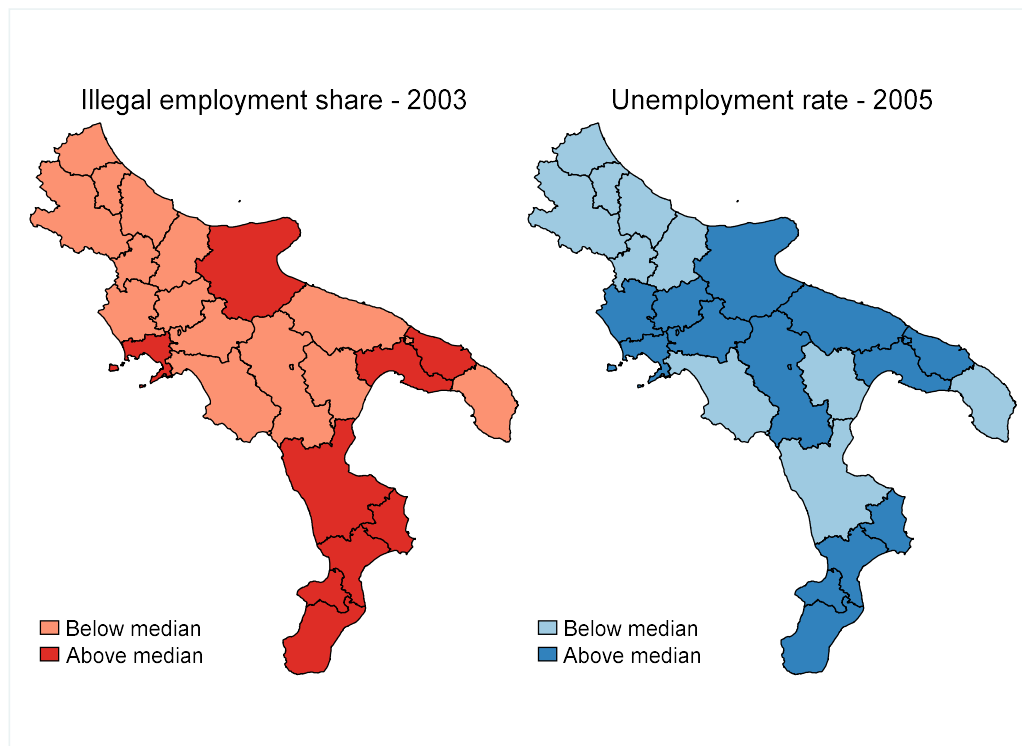 Illegal employment share - 2003
Unemployment rate - 2005
Below median
Above median
Below median
Above median